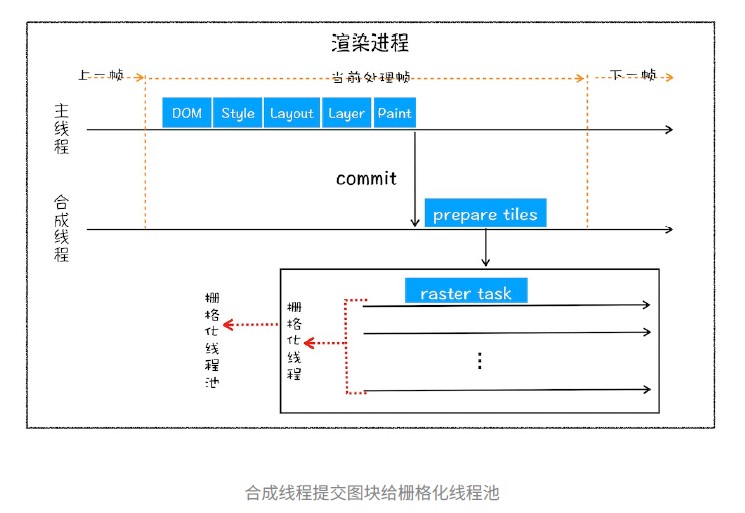 渲染进程
上一帧
当前处理帧
下一帧
主线程
DOM
Style
Layout
Layer
Paint
commit
合成线程
prepare tiles
raster task
栅格化线程池
栅格化线程
合成线程提交图块给栅格化线程池